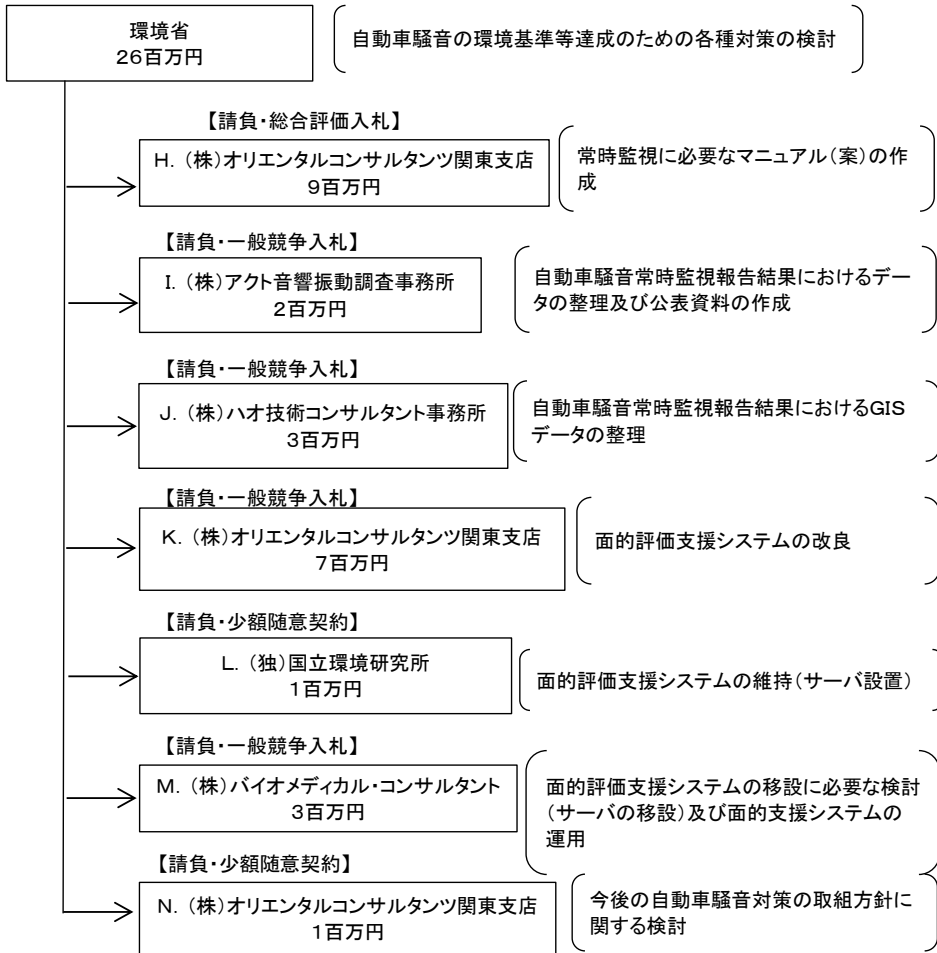 環境省
26百万円
自動車騒音の環境基準等達成のための各種対策の検討
【請負・総合評価入札】
H. (株)オリエンタルコンサルタンツ関東支店
9百万円
常時監視に必要なマニュアル(案)の作
成
【請負・一般競争入札】
I. (株)アクト音響振動調査事務所
2百万円
自動車騒音常時監視報告結果におけるデー
タの整理及び公表資料の作成
【請負・一般競争入札】
J. (株)ハオ技術コンサルタント事務所
3百万円
自動車騒音常時監視報告結果におけるGIS
データの整理
【請負・一般競争入札】
K. (株)オリエンタルコンサルタンツ関東支店
7百万円
面的評価支援システムの改良
【請負・少額随意契約】
L. (独)国立環境研究所
1百万円
面的評価支援システムの維持(サーバ設置)
【請負・一般競争入札】
M. (株)バイオメディカル・コンサルタント
3百万円
面的評価支援システムの移設に必要な検討
(サーバの移設)及び面的支援システムの
運用
【請負・少額随意契約】
N. (株)オリエンタルコンサルタンツ関東支店
1百万円
今後の自動車騒音対策の取組方針に
関する検討